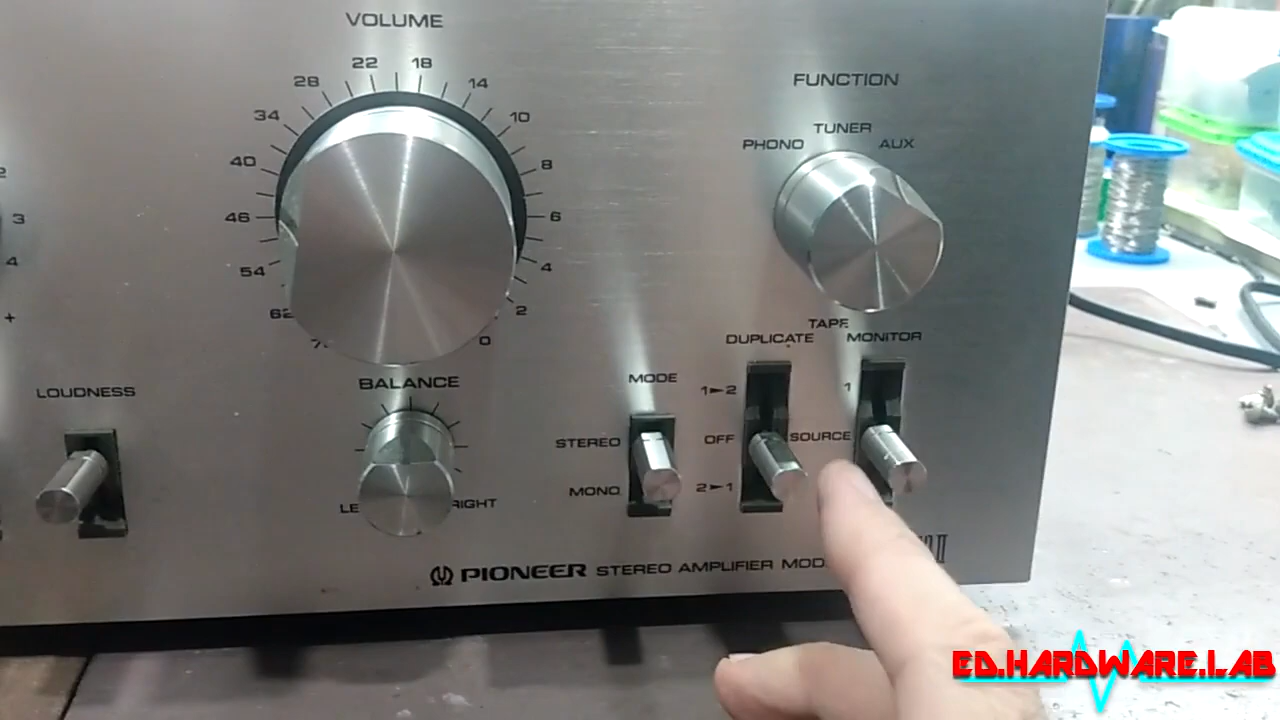 VOLUME
22 18
28 14
34 10
40 8
46 6
54 4
62 2
0
FUNCTION
TUNER
PHONO AUX
TAPE
DUPLICATE MONITOR
1►2 1
OFF SOURCE
2►1
MODE
STEREO
MONO
BALANCE
RIGHT
LOUDNESS
3
4
+
PIONEER STEREO AMPLIFIER
ED.HARDWARE.LAB